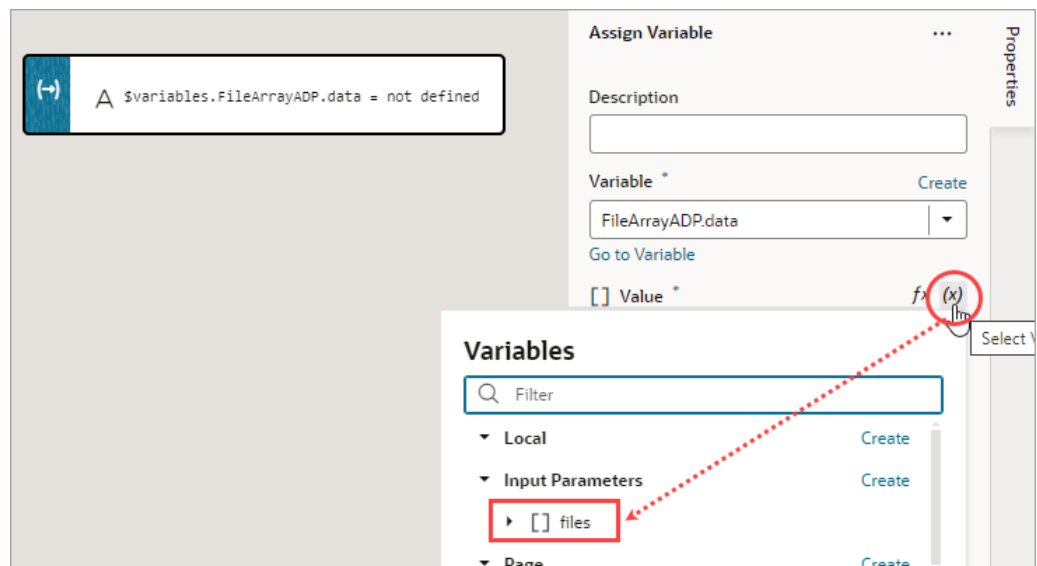 Assign Variable
...
Properties
(→) A $variables.FileArrayADP.data = not defined
Description
Variable * Create
FileArrayADP.data
Go to Variable
[] Value * fx (x)
Select
Variables
Filter
Local Create
Input Parameters Create
[] files
Page Create